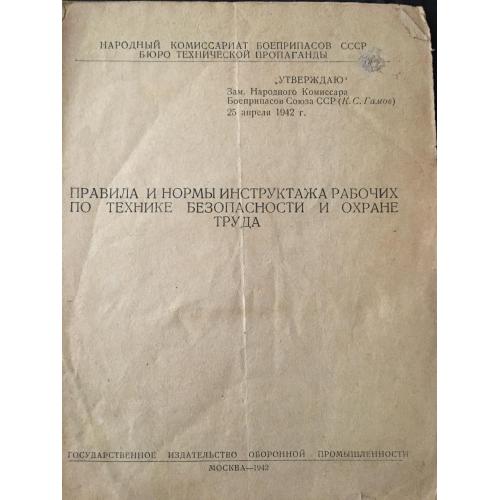 НАРОДНЫЙ КОМИССАРИАТ БОЕПРИПАСОВ СССР
БЮРО ТЕХНИЧЕСКОЙ ПРОПАГАНДЫ
„УТВЕРЖДАЮ“
Зам. Народного Комиссара
Боеприпасов Союза ССР (К. С. Гамов)
25 апреля 1942 г.
ПРАВИЛА И НОРМЫ ИНСТРУКТАЖА РАБОЧИХ
ПО ТЕХНИКЕ БЕЗОПАСНОСТИ И ОХРАНЕ
ТРУДА
ГОСУДАРСТВЕННОЕ ИЗДАТЕЛЬСТВО ОБОРОННОЙ ПРОМЫШЛЕННОСТИ
МОСКВА—1942